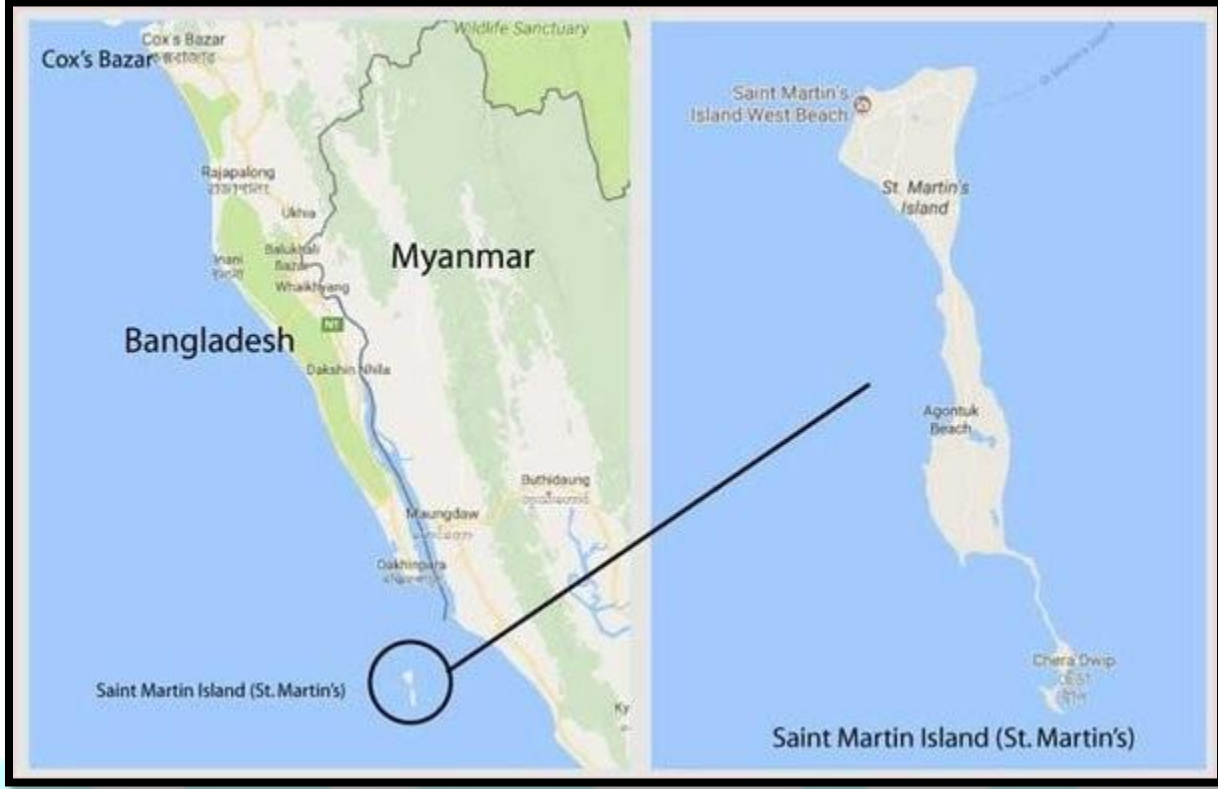 Wildlife Sanctuary
Cox's Bazar
Cox's Bazar
Rajapalong
Ukhia
Balukhali
Bazar
Inani
Whaikhyang
Myanmar
N1
Bangladesh
Dakshin Nhila
Buthidaung
Maungdaw
Dakhinpara
Saint Martin Island (St. Martin's)
Ky
Saint Martin's
Island West Beach
St. Martin's
Island
Agontuk
Beach
Chera Dwip
Saint Martin Island (St. Martin's)